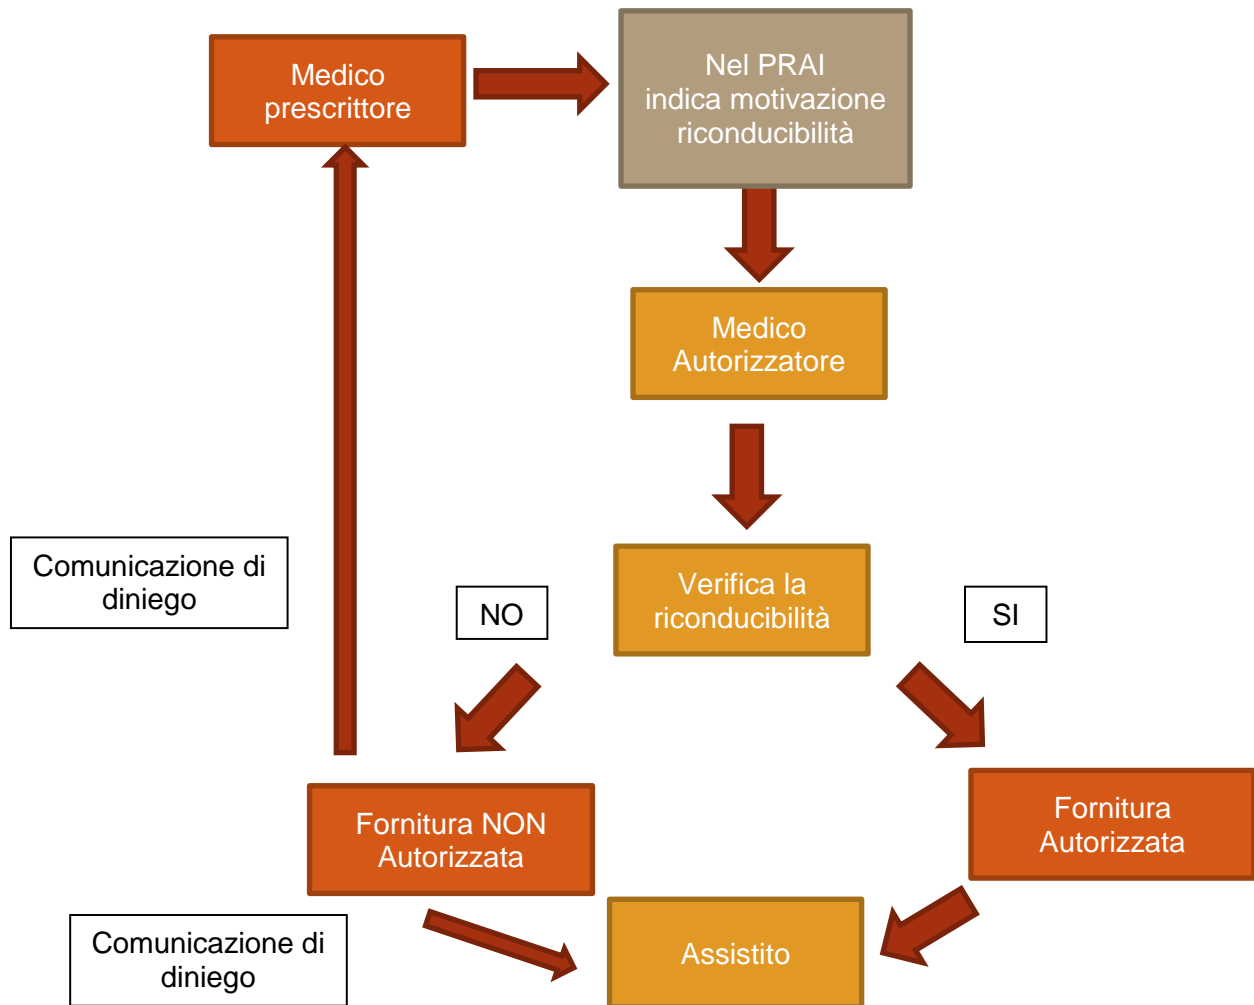 Medico
prescrittore
Nel PRAI
indica motivazione
riconducibilità
Medico
Autorizzatore
Comunicazione di
diniego
NO
Verifica la
riconducibilità
SI
Fornitura NON
Autorizzata
Fornitura
Autorizzata
Comunicazione di
diniego
Assistito